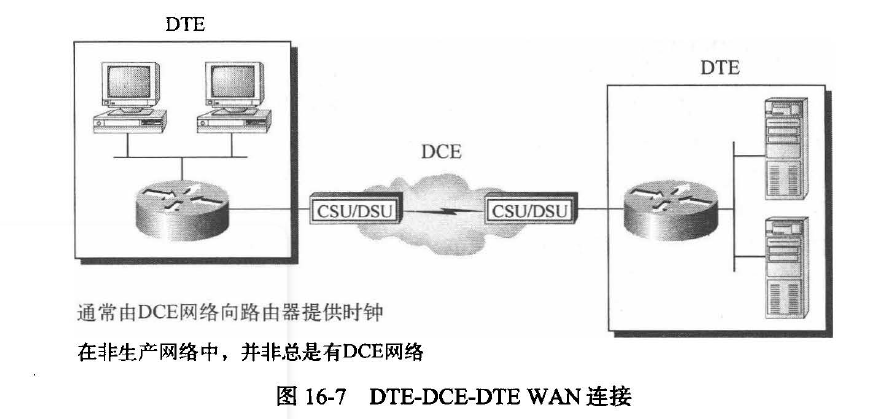 DTE
DTE
DCE
CSU/DSU
CSU/DSU
通常由DCE网络向路由器提供时钟
在非生产网络中，并非总是有DCE网络
图 16-7 DTE-DCE-DTE WAN 连接